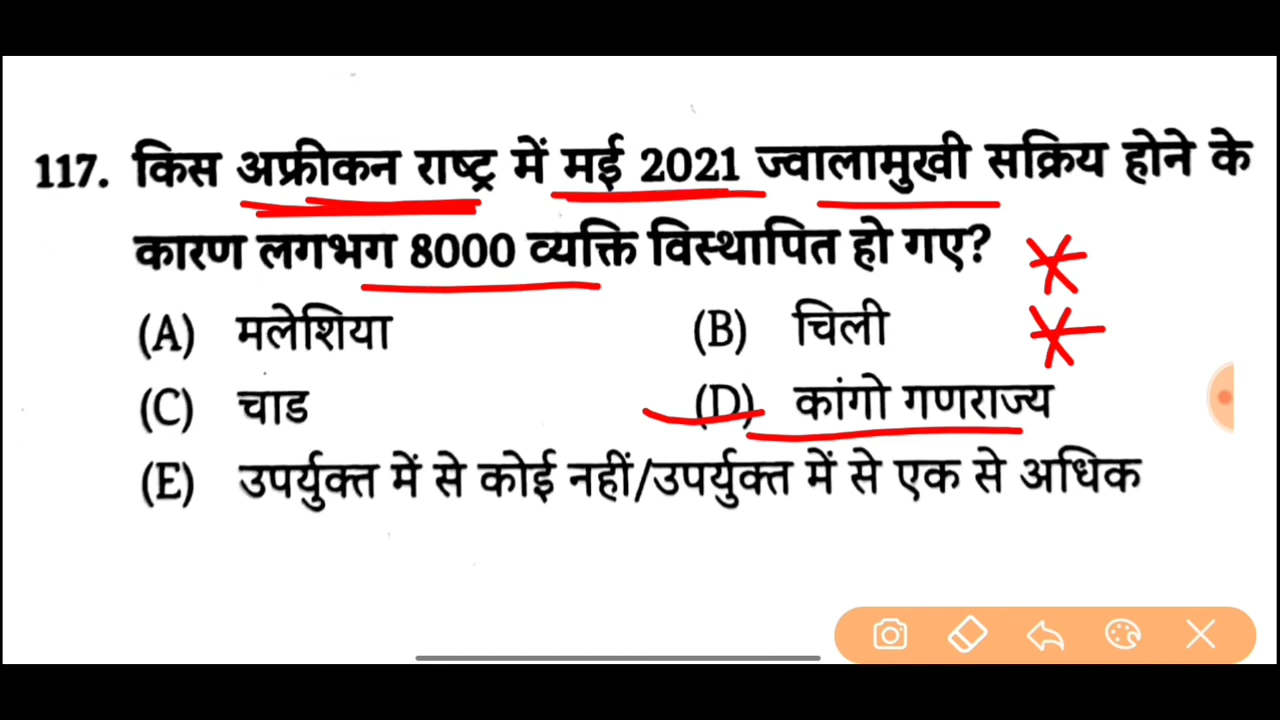 117. किस अफ्रीकन राष्ट्र में मई 2021 ज्वालामुखी सक्रिय होने के
कारण लगभग 8000 व्यक्ति विस्थापित हो गए?
(A) मलेशिया (B) चिली
(C) चाड (D) कांगो गणराज्य
(E) उपर्युक्त में से कोई नहीं/उपर्युक्त में से एक से अधिक